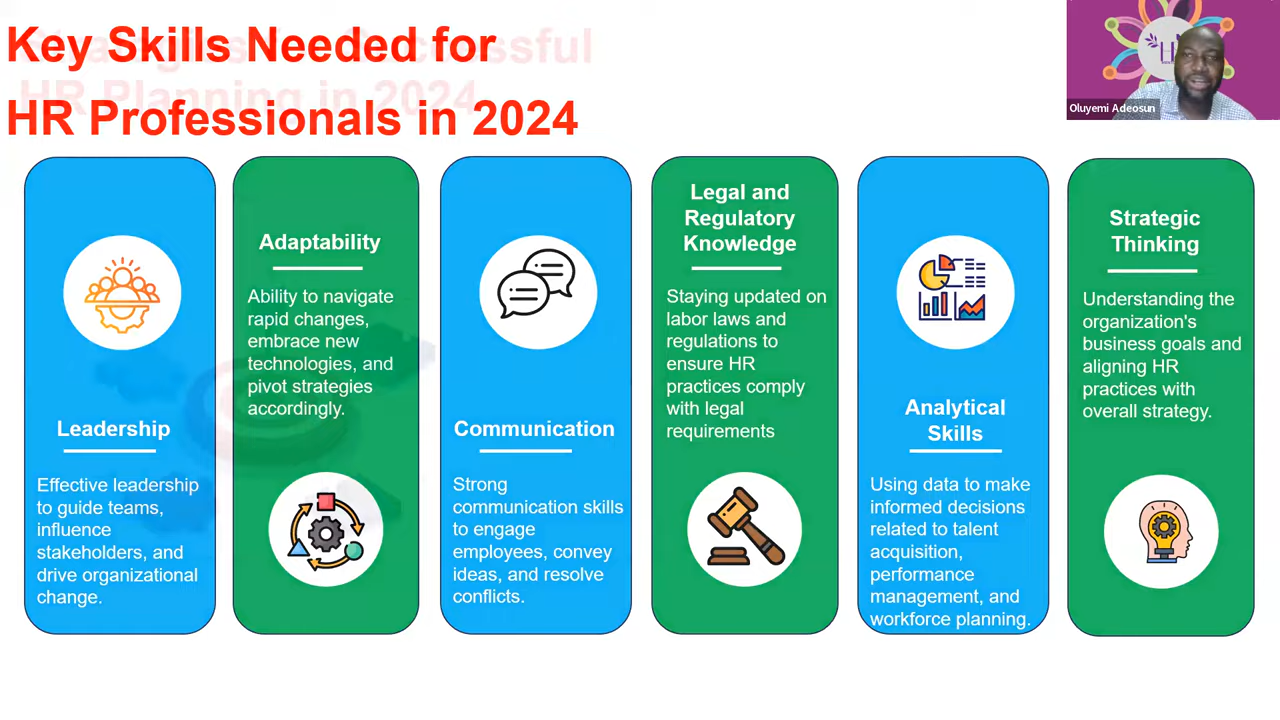 Key Skills Needed for
HR Professionals in 2024
Successful
HR Planning in 2024
Oluyemi Adeosun
Leadership
Effective leadership
to guide teams,
influence
stakeholders, and
drive organizational
change.
Adaptability
Ability to navigate
rapid changes,
embrace new
technologies, and
pivot strategies
accordingly.
Communication
Strong
communication skills
to engage
employees, convey
ideas, and resolve
conflicts.
Legal and
Regulatory
Knowledge
Staying updated on
labor laws and
regulations to
ensure HR
practices comply
with legal
requirements
Analytical
Skills
Using data to make
informed decisions
related to talent
acquisition,
performance
management, and
workforce planning.
Strategic
Thinking
Understanding the
organization's
business goals and
aligning HR
practices with
overall strategy.